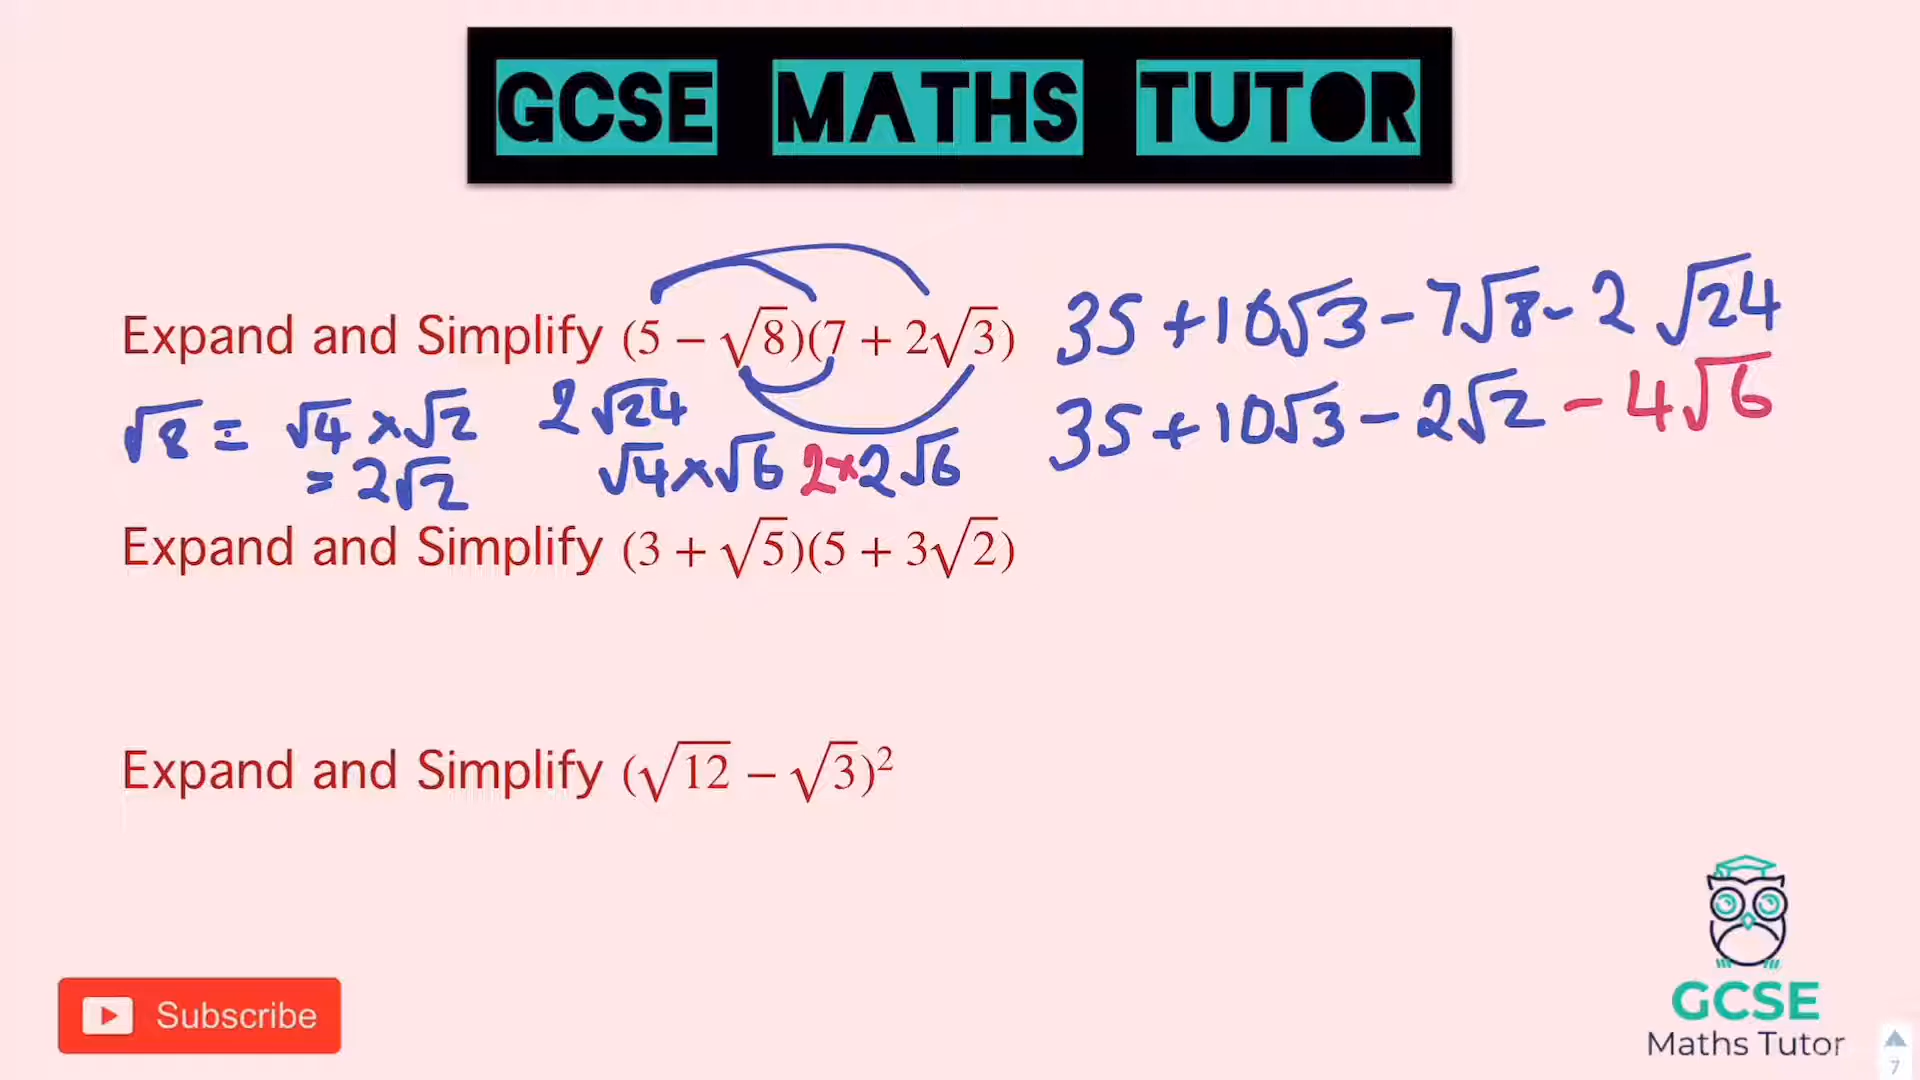 GCSE MATHS TUTOR
Expand and Simplify (5 − √8)(7 + 2√3)
35 + 10√3 − 7√8 − 2√24
√8 = √4 × √2
= 2√2
2√24
√4 × √6 2 × 2√6
35 + 10√3 − 2√2 − 4√6
Expand and Simplify (3 + √5)(5 + 3√2)
Expand and Simplify (√12 − √3)²
Subscribe
GCSE
Maths Tutor
7